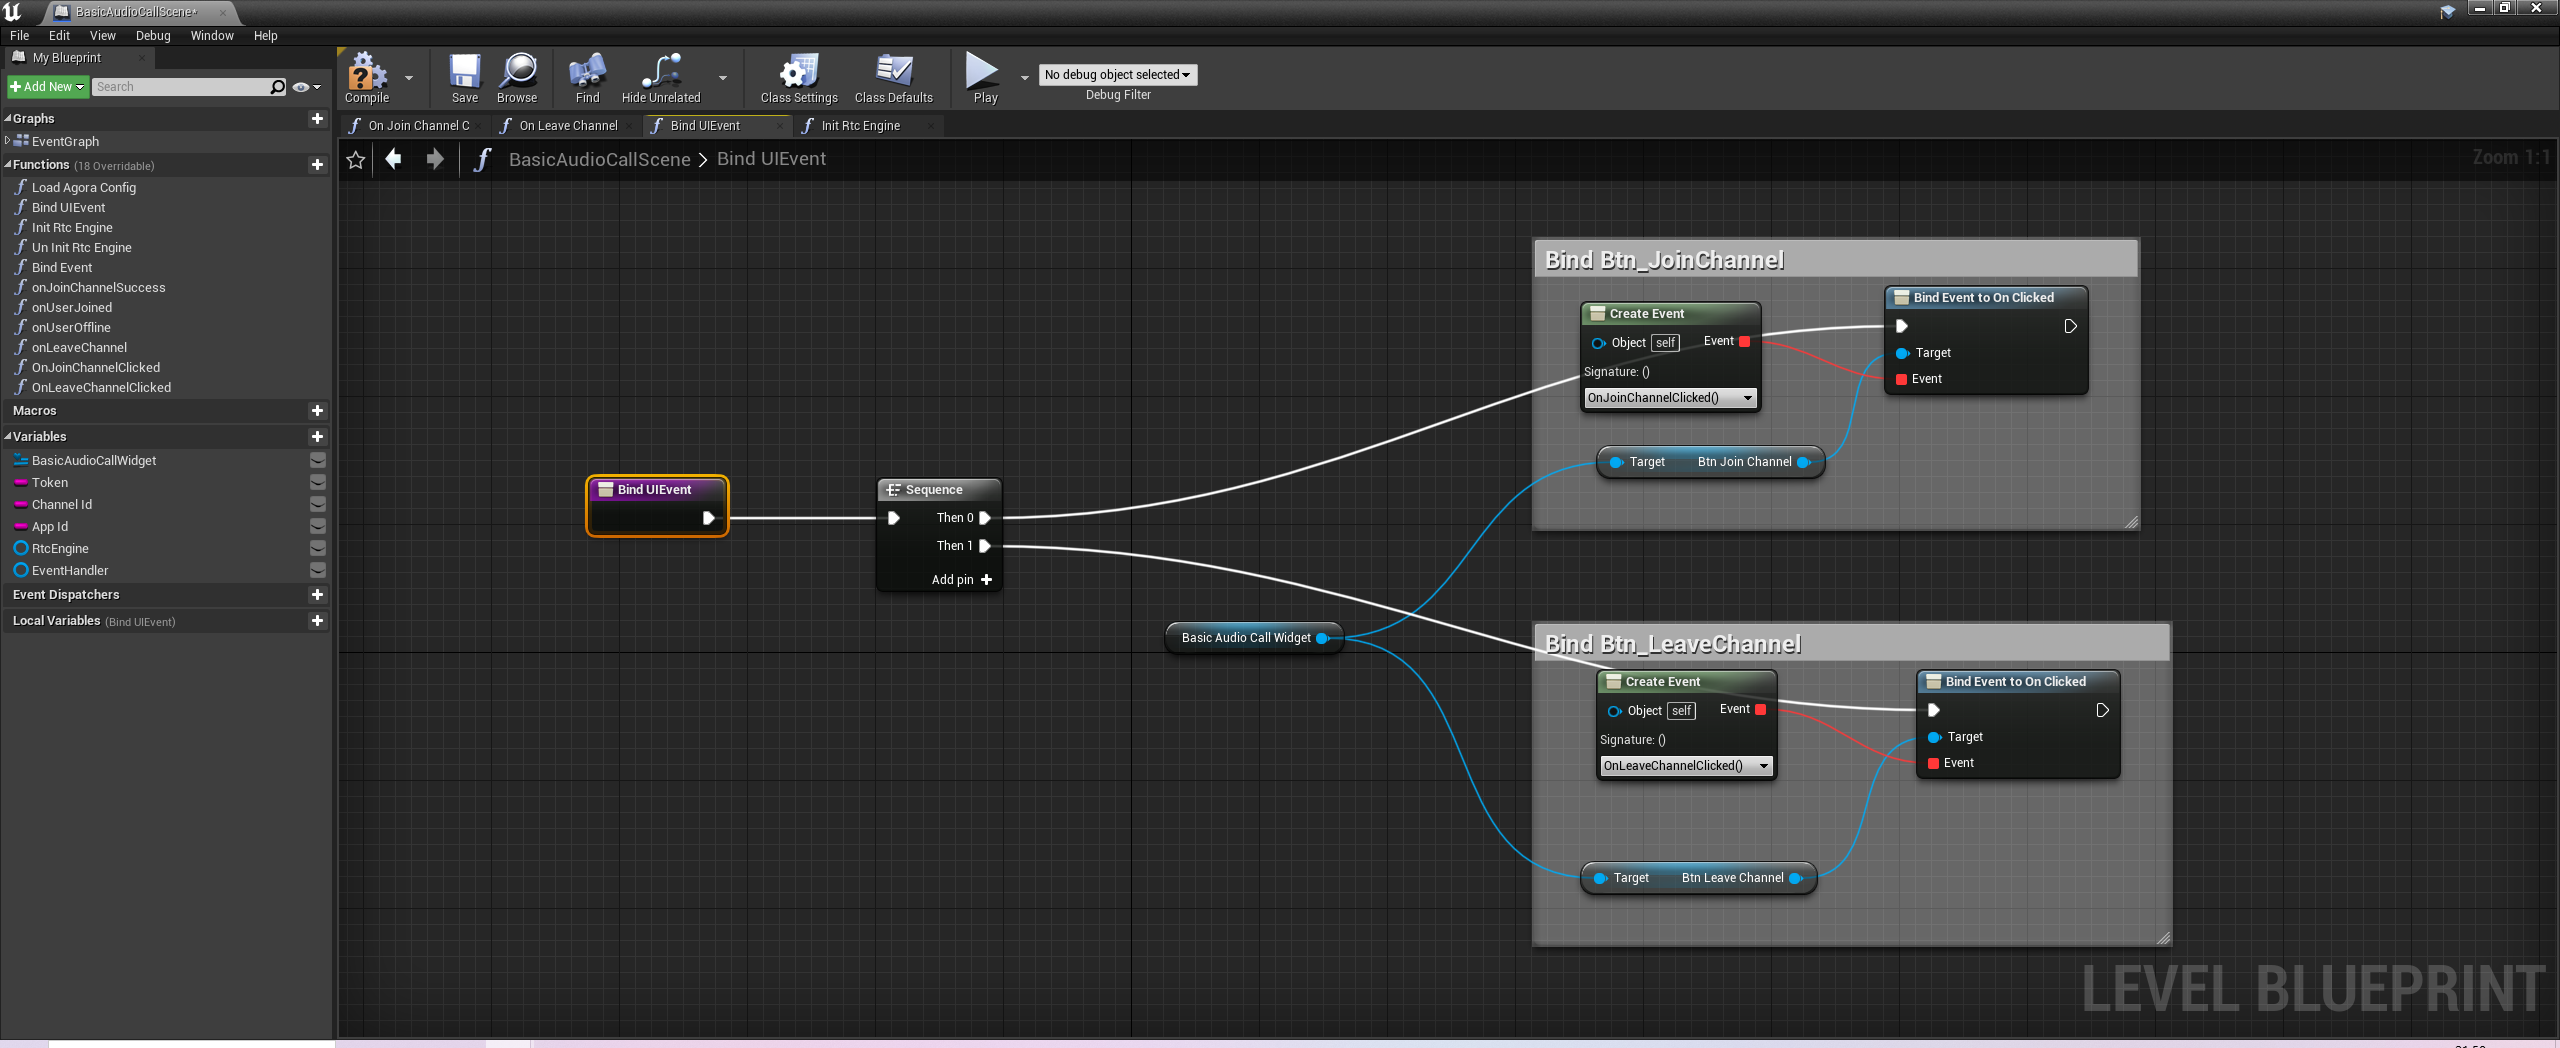 BasicAudioCallScene*
File Edit View Debug Window Help
My Blueprint
Add New
Search
Graphs
EventGraph
Functions (18 Overridable)
Load Agora Config
Bind UIEvent
Init Rtc Engine
Un Init Rtc Engine
Bind Event
onJoinChannelSuccess
onUserJoined
onUserOffline
onLeaveChannel
OnJoinChannelClicked
OnLeaveChannelClicked
Macros
Variables
BasicAudioCallWidget
Token
Channel Id
App Id
RtcEngine
EventHandler
Event Dispatchers
Local Variables (Bind UIEvent)
Compile
Save
Browse
Find
Hide Unrelated
Class Settings
Class Defaults
Play
No debug object selected
Debug Filter
On Join Channel C
On Leave Channel
Bind UIEvent
Init Rtc Engine
BasicAudioCallScene > Bind UIEvent
Zoom 1:1
Bind UIEvent
Sequence
Then 0
Then 1
Add pin
Basic Audio Call Widget
Bind Btn_JoinChannel
Create Event
Object self Event
Signature: ()
OnJoinChannelClicked()
Bind Event to On Clicked
Target
Event
Target Btn Join Channel
Bind Btn_LeaveChannel
Create Event
Object self Event
Signature: ()
OnLeaveChannelClicked()
Bind Event to On Clicked
Target
Event
Target Btn Leave Channel
LEVEL BLUEPRINT